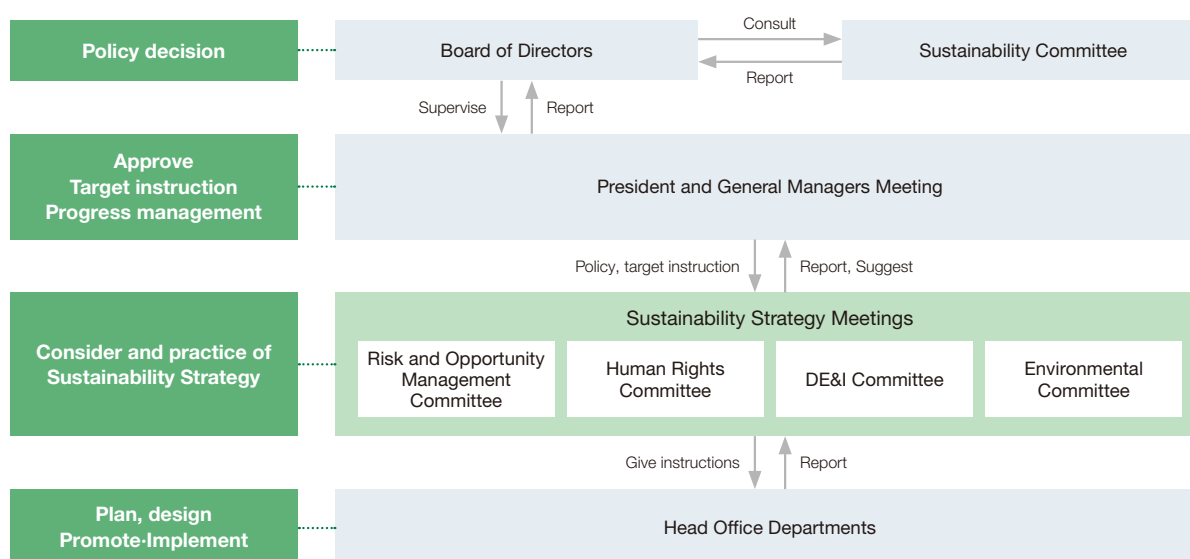 Policy decision
Board of Directors
Consult
Report
Sustainability Committee
Supervise
Report
Approve
Target instruction
Progress management
President and General Managers Meeting
Policy, target instruction
Report, Suggest
Consider and practice of
Sustainability Strategy
Sustainability Strategy Meetings
Risk and Opportunity
Management
Committee
Human Rights
Committee
DE&I Committee
Environmental
Committee
Give instructions
Report
Plan, design
Promote·Implement
Head Office Departments